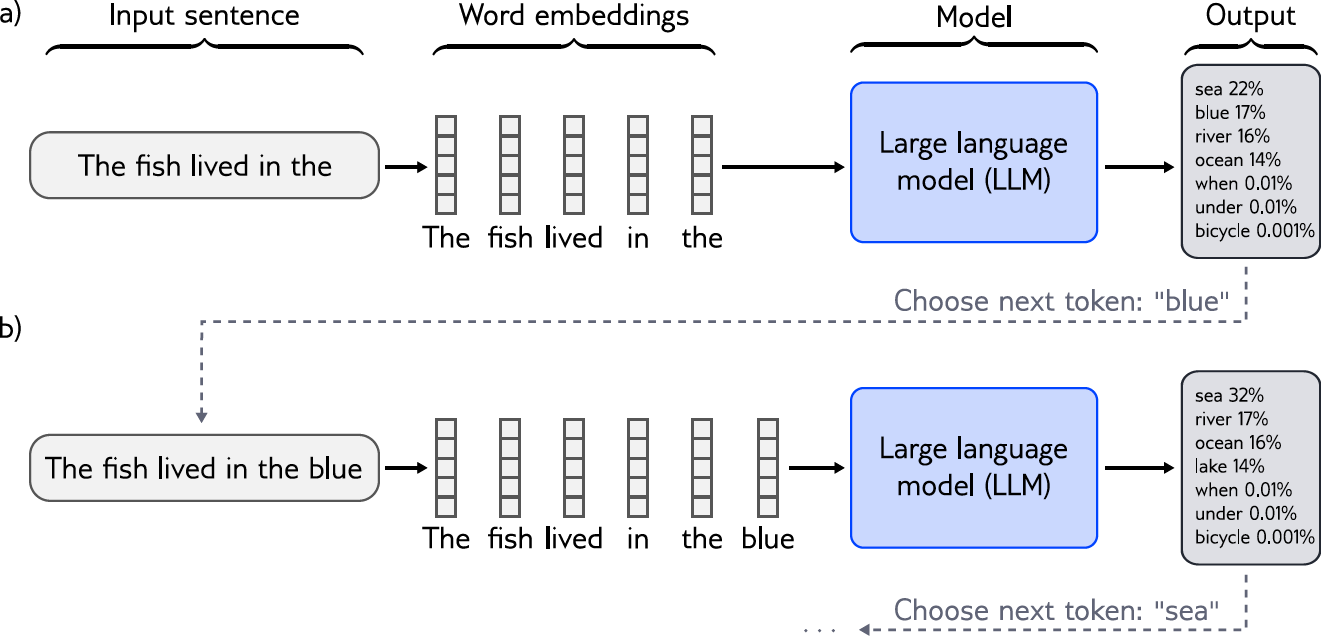 a)
Input sentence
Word embeddings
Model
Output
The fish lived in the
The fish lived in the
Large language
model (LLM)
sea 22%
blue 17%
river 16%
ocean 14%
when 0.01%
under 0.01%
bicycle 0.001%
Choose next token: "blue"
b)
The fish lived in the blue
The fish lived in the blue
Large language
model (LLM)
sea 32%
river 17%
ocean 16%
lake 14%
when 0.01%
under 0.01%
bicycle 0.001%
Choose next token: "sea"
. . .